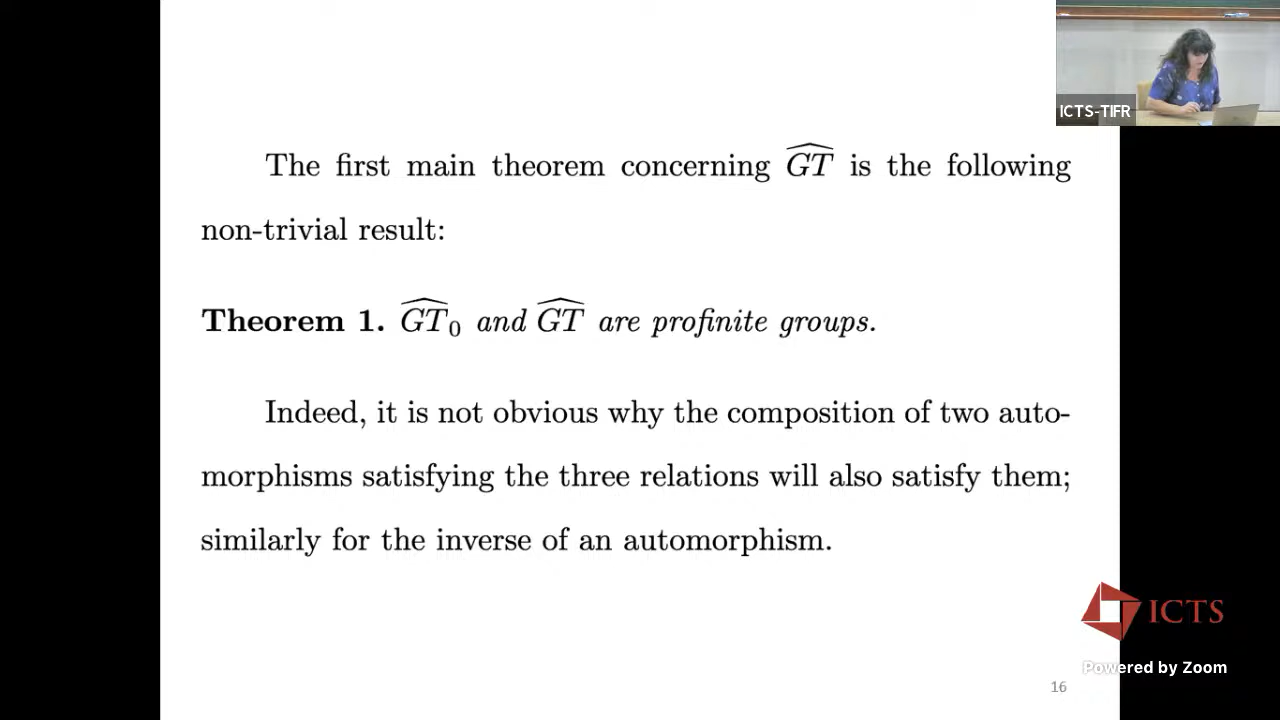 ICTS-TIFR
The first main theorem concerning $\widehat{GT}$ is the following
non-trivial result:
Theorem 1. $\widehat{GT}_0$ and $\widehat{GT}$ are profinite groups.
Indeed, it is not obvious why the composition of two auto-
morphisms satisfying the three relations will also satisfy them;
similarly for the inverse of an automorphism.
ICTS
Powered by Zoom
16